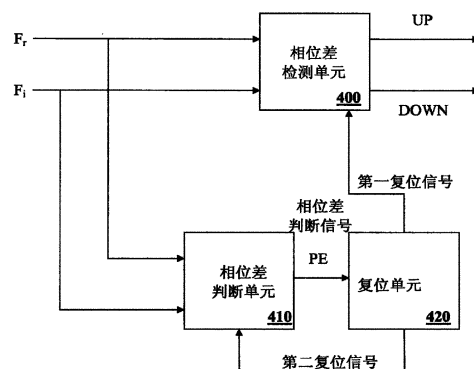 UP
Fr
相位差
检测单元
400
Fi
DOWN
第一复位信号
相位差
判断信号
PE
相位差
判断单元
410
复位单元
420
第二复位信号